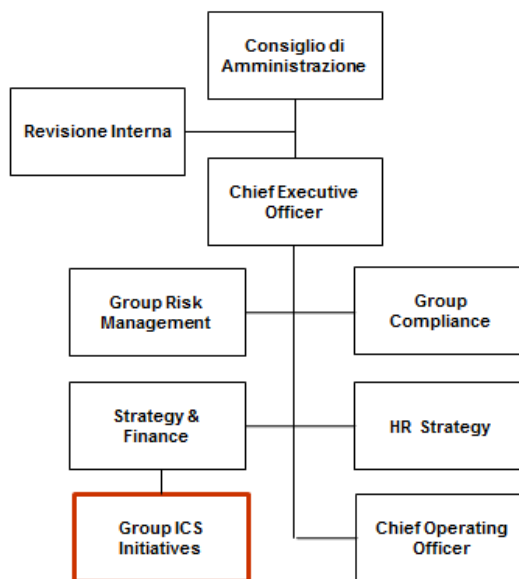 Consiglio di
Amministrazione
Revisione Interna
Chief Executive
Officer
Group Risk
Management
Group
Compliance
Strategy &
Finance
HR Strategy
Group ICS
Initiatives
Chief Operating
Officer